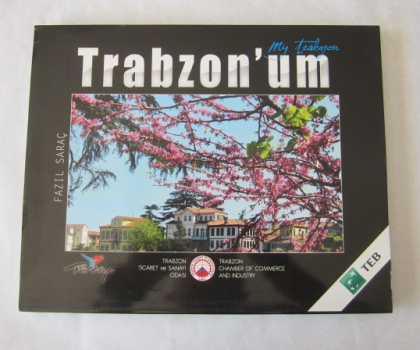 My trabzon
Trabzon'um
FAZIL SARAÇ
TRABZON
TİCARET ve SANAYİ
ODASI
TRABZON
CHAMBER OF COMMERCE
AND INDUSTRY
TEB